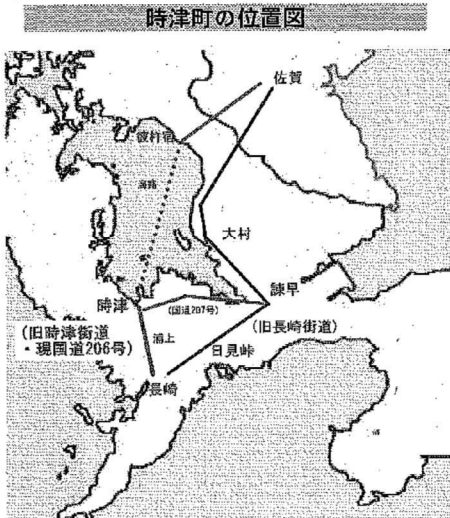 時津町の位置図
佐賀
彼杵宿
海路
大村
時津
諫早
(国道207号)
(旧時津街道
・現国道206号)
浦上
(旧長崎街道)
日見峠
長崎